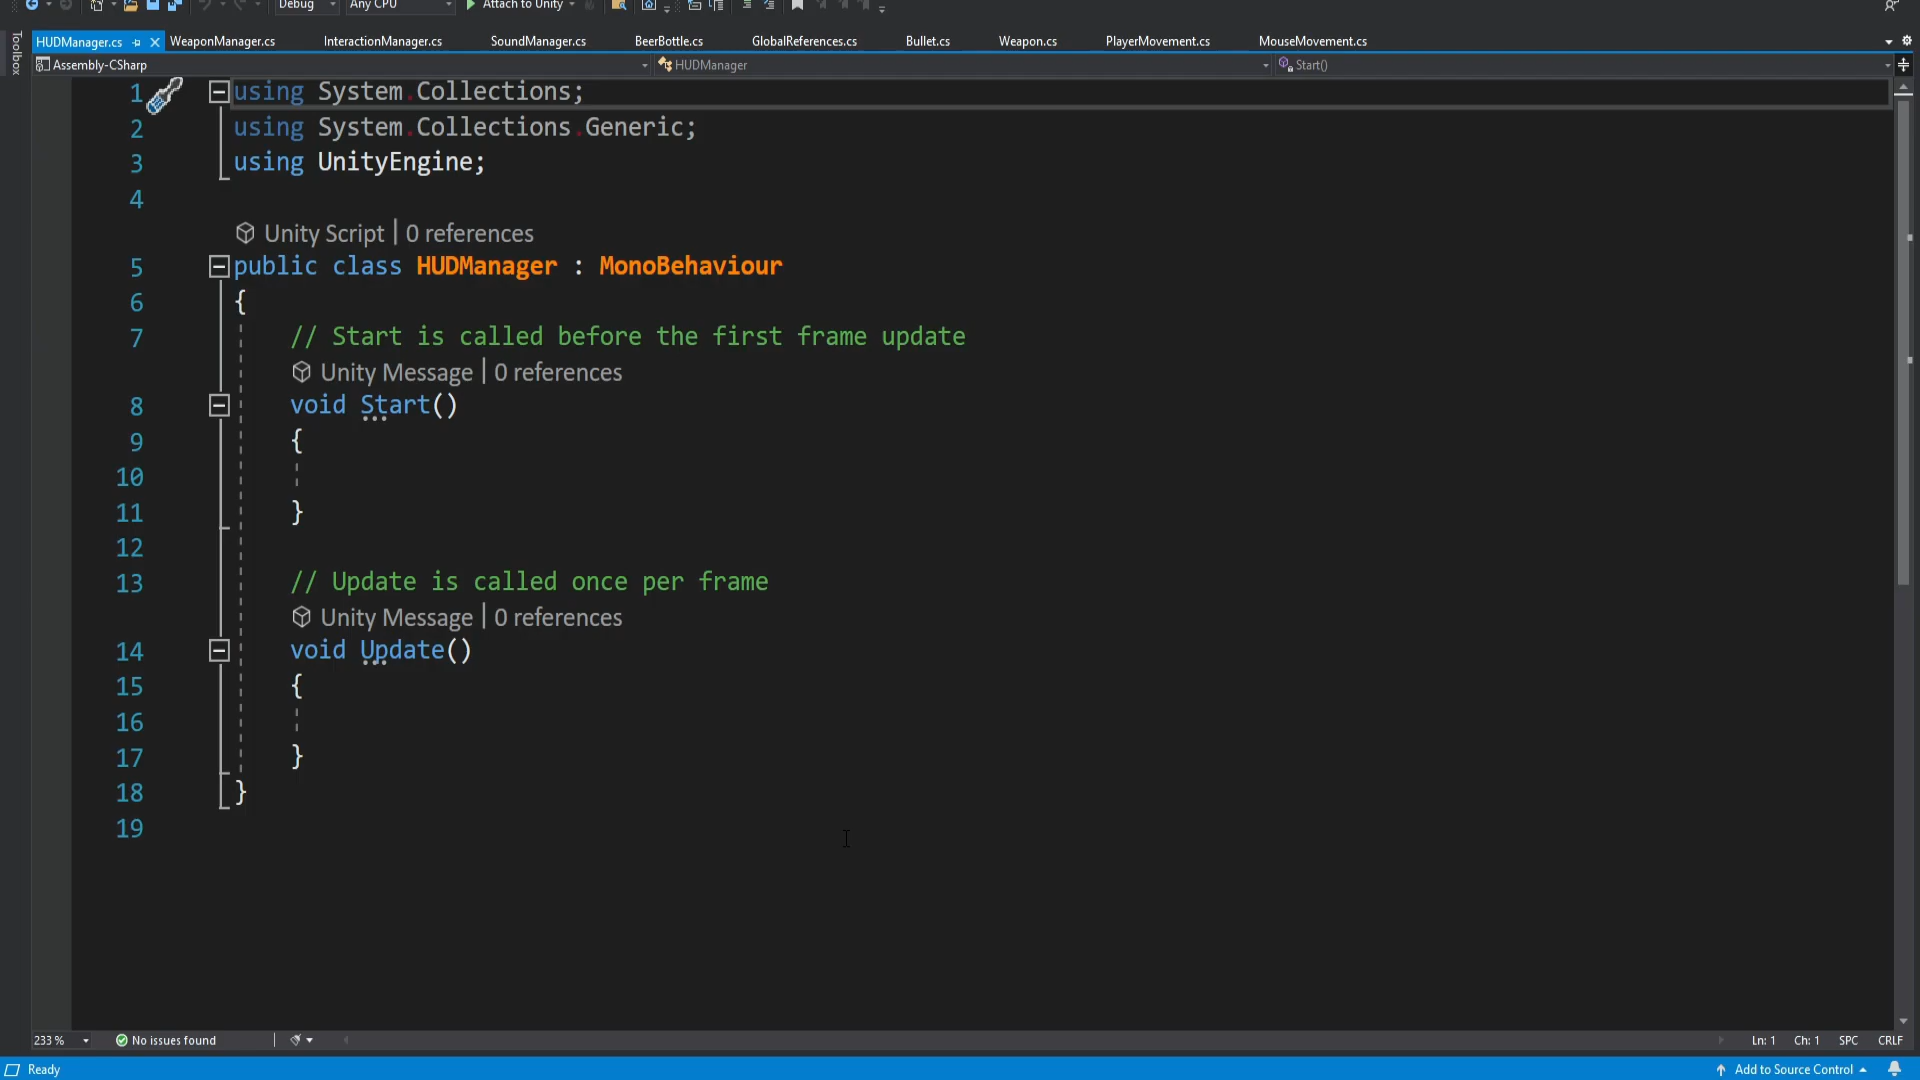 Debug Any CPU Attach to Unity
Toolbox
HUDManager.cs WeaponManager.cs InteractionManager.cs SoundManager.cs BeerBottle.cs GlobalReferences.cs Bullet.cs Weapon.cs PlayerMovement.cs MouseMovement.cs
Assembly-CSharp HUDManager Start()
1 using System.Collections;
2 using System.Collections.Generic;
3 using UnityEngine;
4
Unity Script | 0 references
5 public class HUDManager : MonoBehaviour
6 {
7 // Start is called before the first frame update
Unity Message | 0 references
8 void Start()
9 {
10
11 }
12
13 // Update is called once per frame
Unity Message | 0 references
14 void Update()
15 {
16
17 }
18 }
19
233 % No issues found Ln: 1 Ch: 1 SPC CRLF
Ready Add to Source Control